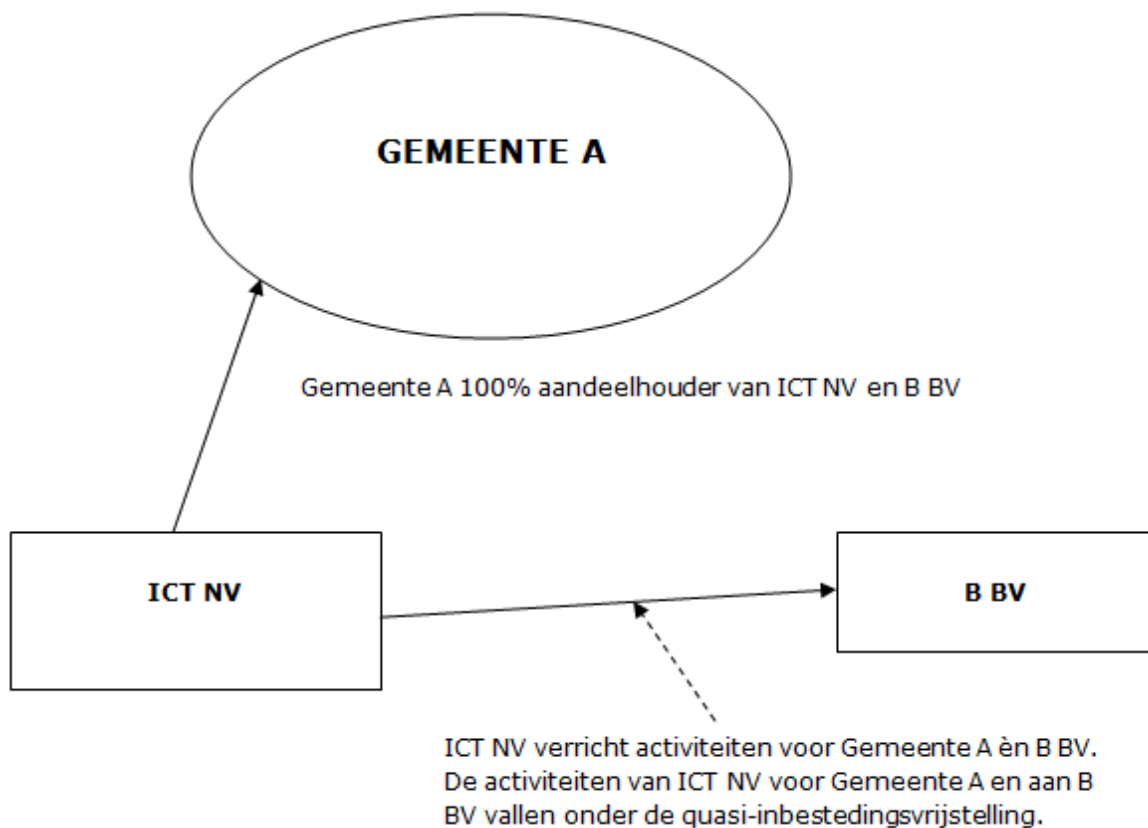 GEMEENTE A
Gemeente A 100% aandeelhouder van ICT NV en B BV
ICT NV
B BV
ICT NV verricht activiteiten voor Gemeente A èn B BV.
De activiteiten van ICT NV voor Gemeente A en aan B
BV vallen onder de quasi-inbestedingsvrijstelling.